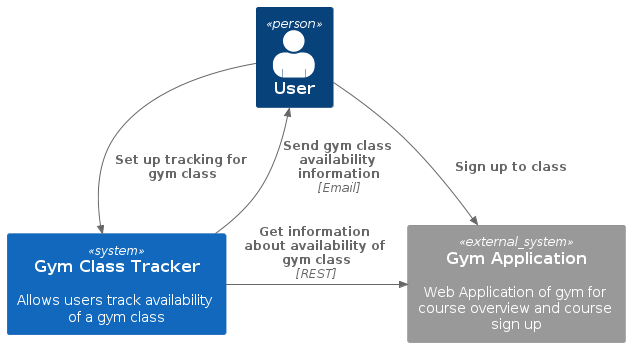 «person»
User
Set up tracking for
gym class
Send gym class
availability
information
[Email]
Sign up to class
Get information
about availability of
gym class
[REST]
«system»
Gym Class Tracker
Allows users track availability
of a gym class
«external_system»
Gym Application
Web Application of gym for
course overview and course
sign up